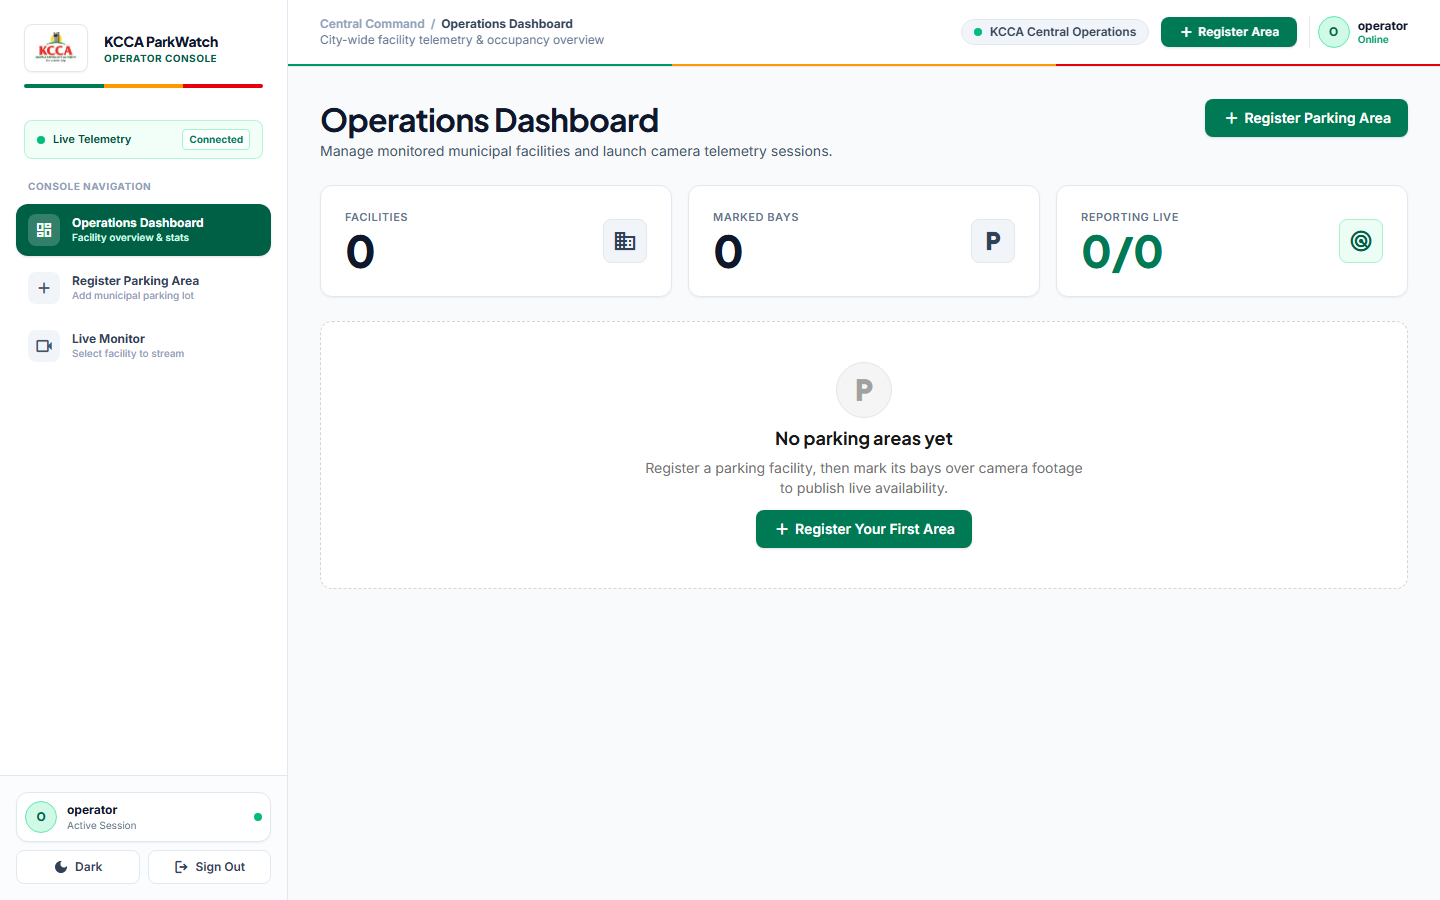 KCCA
KCCA ParkWatch
OPERATOR CONSOLE
Live Telemetry
Connected
CONSOLE NAVIGATION
Operations Dashboard
Facility overview & stats
Register Parking Area
Add municipal parking lot
Live Monitor
Select facility to stream
O
operator
Active Session
Dark
Sign Out
Central Command / Operations Dashboard
City-wide facility telemetry & occupancy overview
KCCA Central Operations
+ Register Area
O
operator
Online
Operations Dashboard
Manage monitored municipal facilities and launch camera telemetry sessions.
+ Register Parking Area
FACILITIES
0
MARKED BAYS
0
P
REPORTING LIVE
0/0
P
No parking areas yet
Register a parking facility, then mark its bays over camera footage
to publish live availability.
+ Register Your First Area